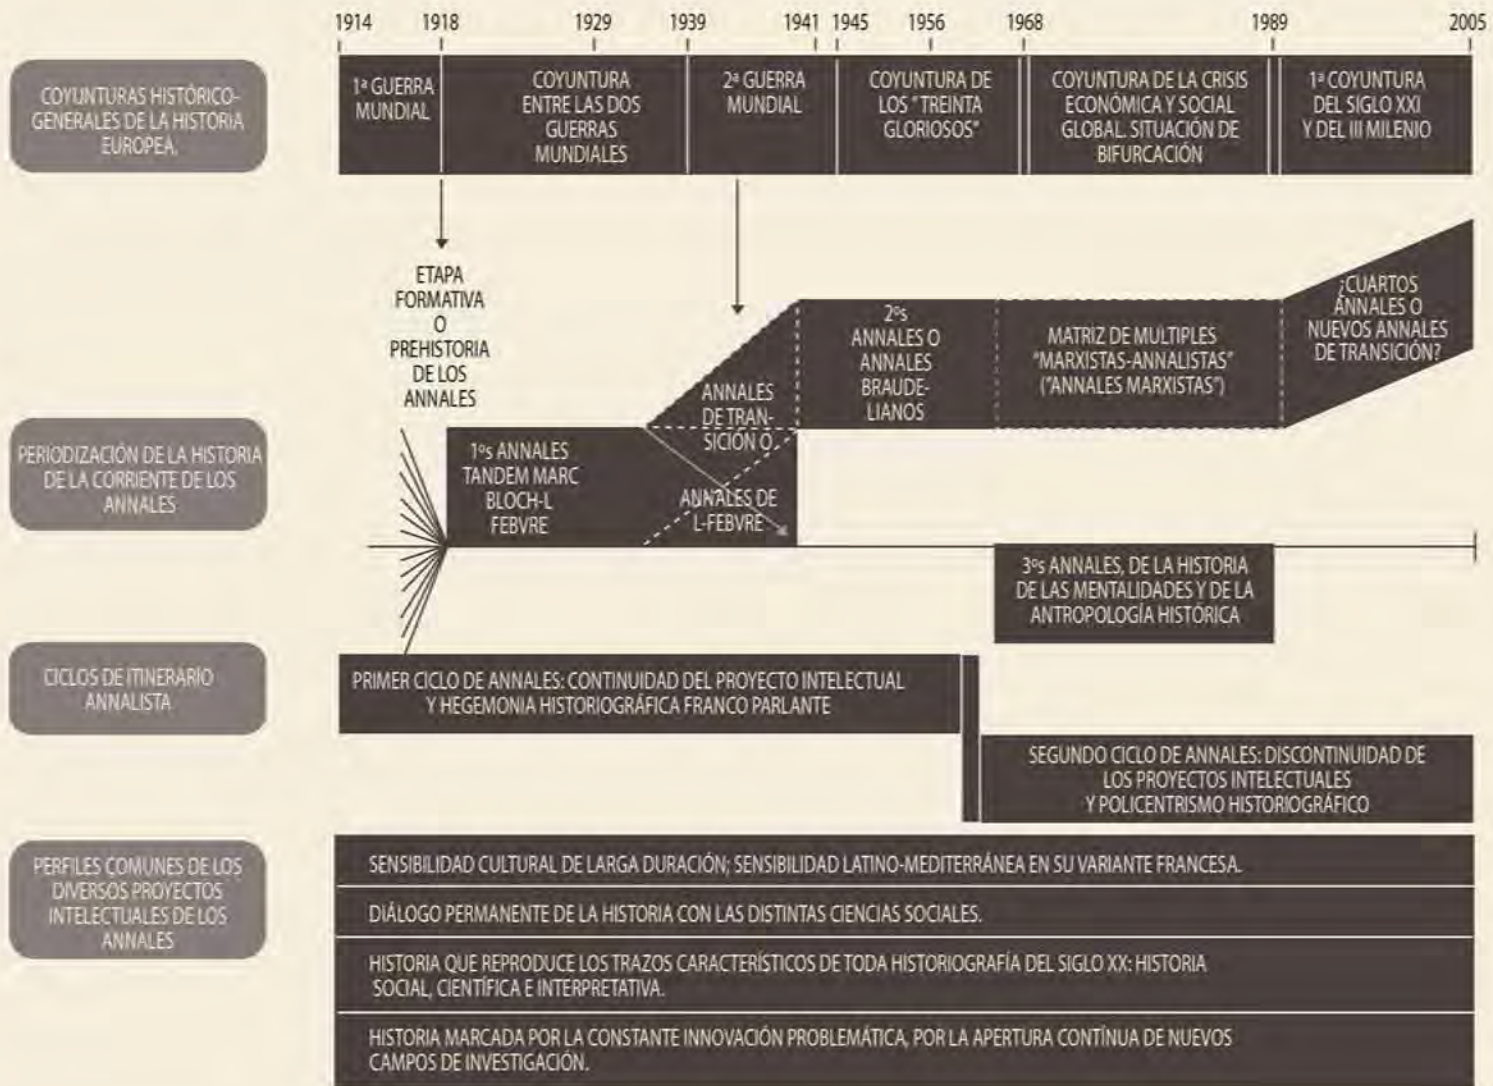 1914 1918 1929 1939 1941 1945 1956 1968 1989 2005
COYUNTURAS HISTÓRICO-
GENERALES DE LA HISTORIA
EUROPEA.
1ª GUERRA
MUNDIAL
COYUNTURA
ENTRE LAS DOS
GUERRAS
MUNDIALES
2ª GUERRA
MUNDIAL
COYUNTURA DE
LOS "TREINTA
GLORIOSOS"
COYUNTURA DE LA CRISIS
ECONÓMICA Y SOCIAL
GLOBAL. SITUACIÓN DE
BIFURCACIÓN
1ª COYUNTURA
DEL SIGLO XXI
Y DEL III MILENIO
ETAPA
FORMATIVA
O
PREHISTORIA
DE LOS
ANNALES
PERIODIZACIÓN DE LA HISTORIA
DE LA CORRIENTE DE LOS
ANNALES
1ºs ANNALES
TANDEM MARC
BLOCH-L
FEBVRE
ANNALES
DE TRAN-
SICIÓN O
ANNALES DE
L-FEBVRE
2ºs
ANNALES O
ANNALES
BRAUDE-
LIANOS
MATRIZ DE MULTIPLES
"MARXISTAS-ANNALISTAS"
("ANNALES MARXISTAS")
¿CUARTOS
ANNALES O
NUEVOS ANNALES
DE TRANSICIÓN?
3ºs ANNALES, DE LA HISTORIA
DE LAS MENTALIDADES Y DE LA
ANTROPOLOGÍA HISTÓRICA
CICLOS DE ITINERARIO
ANNALISTA
PRIMER CICLO DE ANNALES: CONTINUIDAD DEL PROYECTO INTELECTUAL
Y HEGEMONIA HISTORIOGRÁFICA FRANCO PARLANTE
SEGUNDO CICLO DE ANNALES: DISCONTINUIDAD DE
LOS PROYECTOS INTELECTUALES
Y POLICENTRISMO HISTORIOGRÁFICO
PERFILES COMUNES DE LOS
DIVERSOS PROYECTOS
INTELECTUALES DE LOS
ANNALES
SENSIBILIDAD CULTURAL DE LARGA DURACIÓN; SENSIBILIDAD LATINO-MEDITERRÁNEA EN SU VARIANTE FRANCESA.
DIÁLOGO PERMANENTE DE LA HISTORIA CON LAS DISTINTAS CIENCIAS SOCIALES.
HISTORIA QUE REPRODUCE LOS TRAZOS CARACTERÍSTICOS DE TODA HISTORIOGRAFÍA DEL SIGLO XX: HISTORIA
SOCIAL, CIENTÍFICA E INTERPRETATIVA.
HISTORIA MARCADA POR LA CONSTANTE INNOVACIÓN PROBLEMÁTICA, POR LA APERTURA CONTÍNUA DE NUEVOS
CAMPOS DE INVESTIGACIÓN.